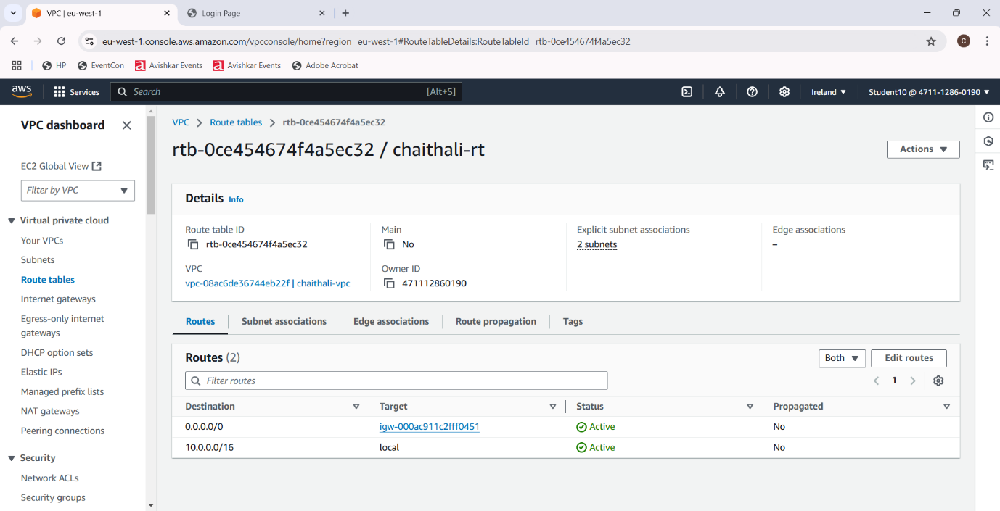 VPC | eu-west-1
Login Page
eu-west-1.console.aws.amazon.com/vpcconsole/home?region=eu-west-1#RouteTableDetails:RouteTableId=rtb-0ce454674f4a5ec32
C
HP
EventCon
a Avishkar Events
a Avishkar Events
Adobe Acrobat
aws
Services
Search
[Alt+S]
Ireland
Student10 @ 4711-1286-0190
VPC dashboard
EC2 Global View
Filter by VPC
Virtual private cloud
Your VPCs
Subnets
Route tables
Internet gateways
Egress-only internet
gateways
DHCP option sets
Elastic IPs
Managed prefix lists
NAT gateways
Peering connections
Security
Network ACLs
Security groups
VPC
Route tables
rtb-0ce454674f4a5ec32
rtb-0ce454674f4a5ec32 / chaithali-rt
Actions
Details Info
Route table ID
rtb-0ce454674f4a5ec32
Main
No
Explicit subnet associations
2 subnets
Edge associations
–
VPC
vpc-08ac6de36744eb22f | chaithali-vpc
Owner ID
471112860190
Routes
Subnet associations
Edge associations
Route propagation
Tags
Routes (2)
Both
Edit routes
Filter routes
1
Destination
Target
Status
Propagated
0.0.0.0/0
igw-000ac911c2fff0451
Active
No
10.0.0.0/16
local
Active
No